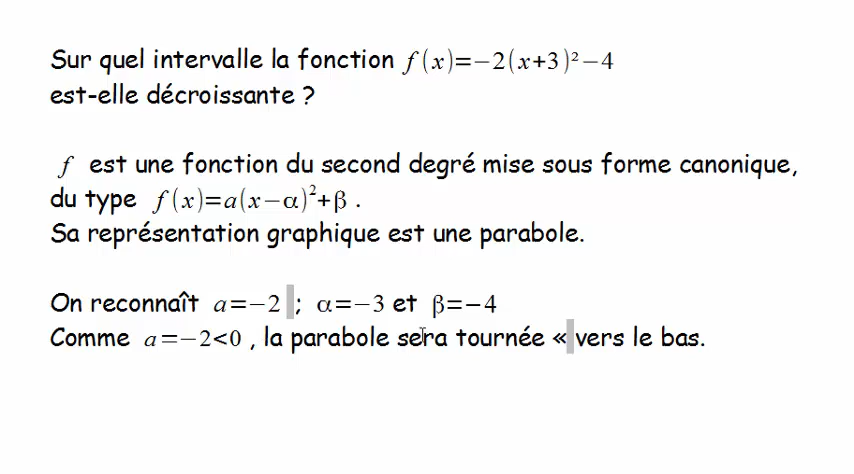 Sur quel intervalle la fonction f(x)=−2(x+3)²−4
est-elle décroissante ?
f est une fonction du second degré mise sous forme canonique,
du type f(x)=a(x−α)²+β .
Sa représentation graphique est une parabole.
On reconnaît a=−2 ; α=−3 et β=−4
Comme a=−2<0 , la parabole sera tournée « vers le bas.